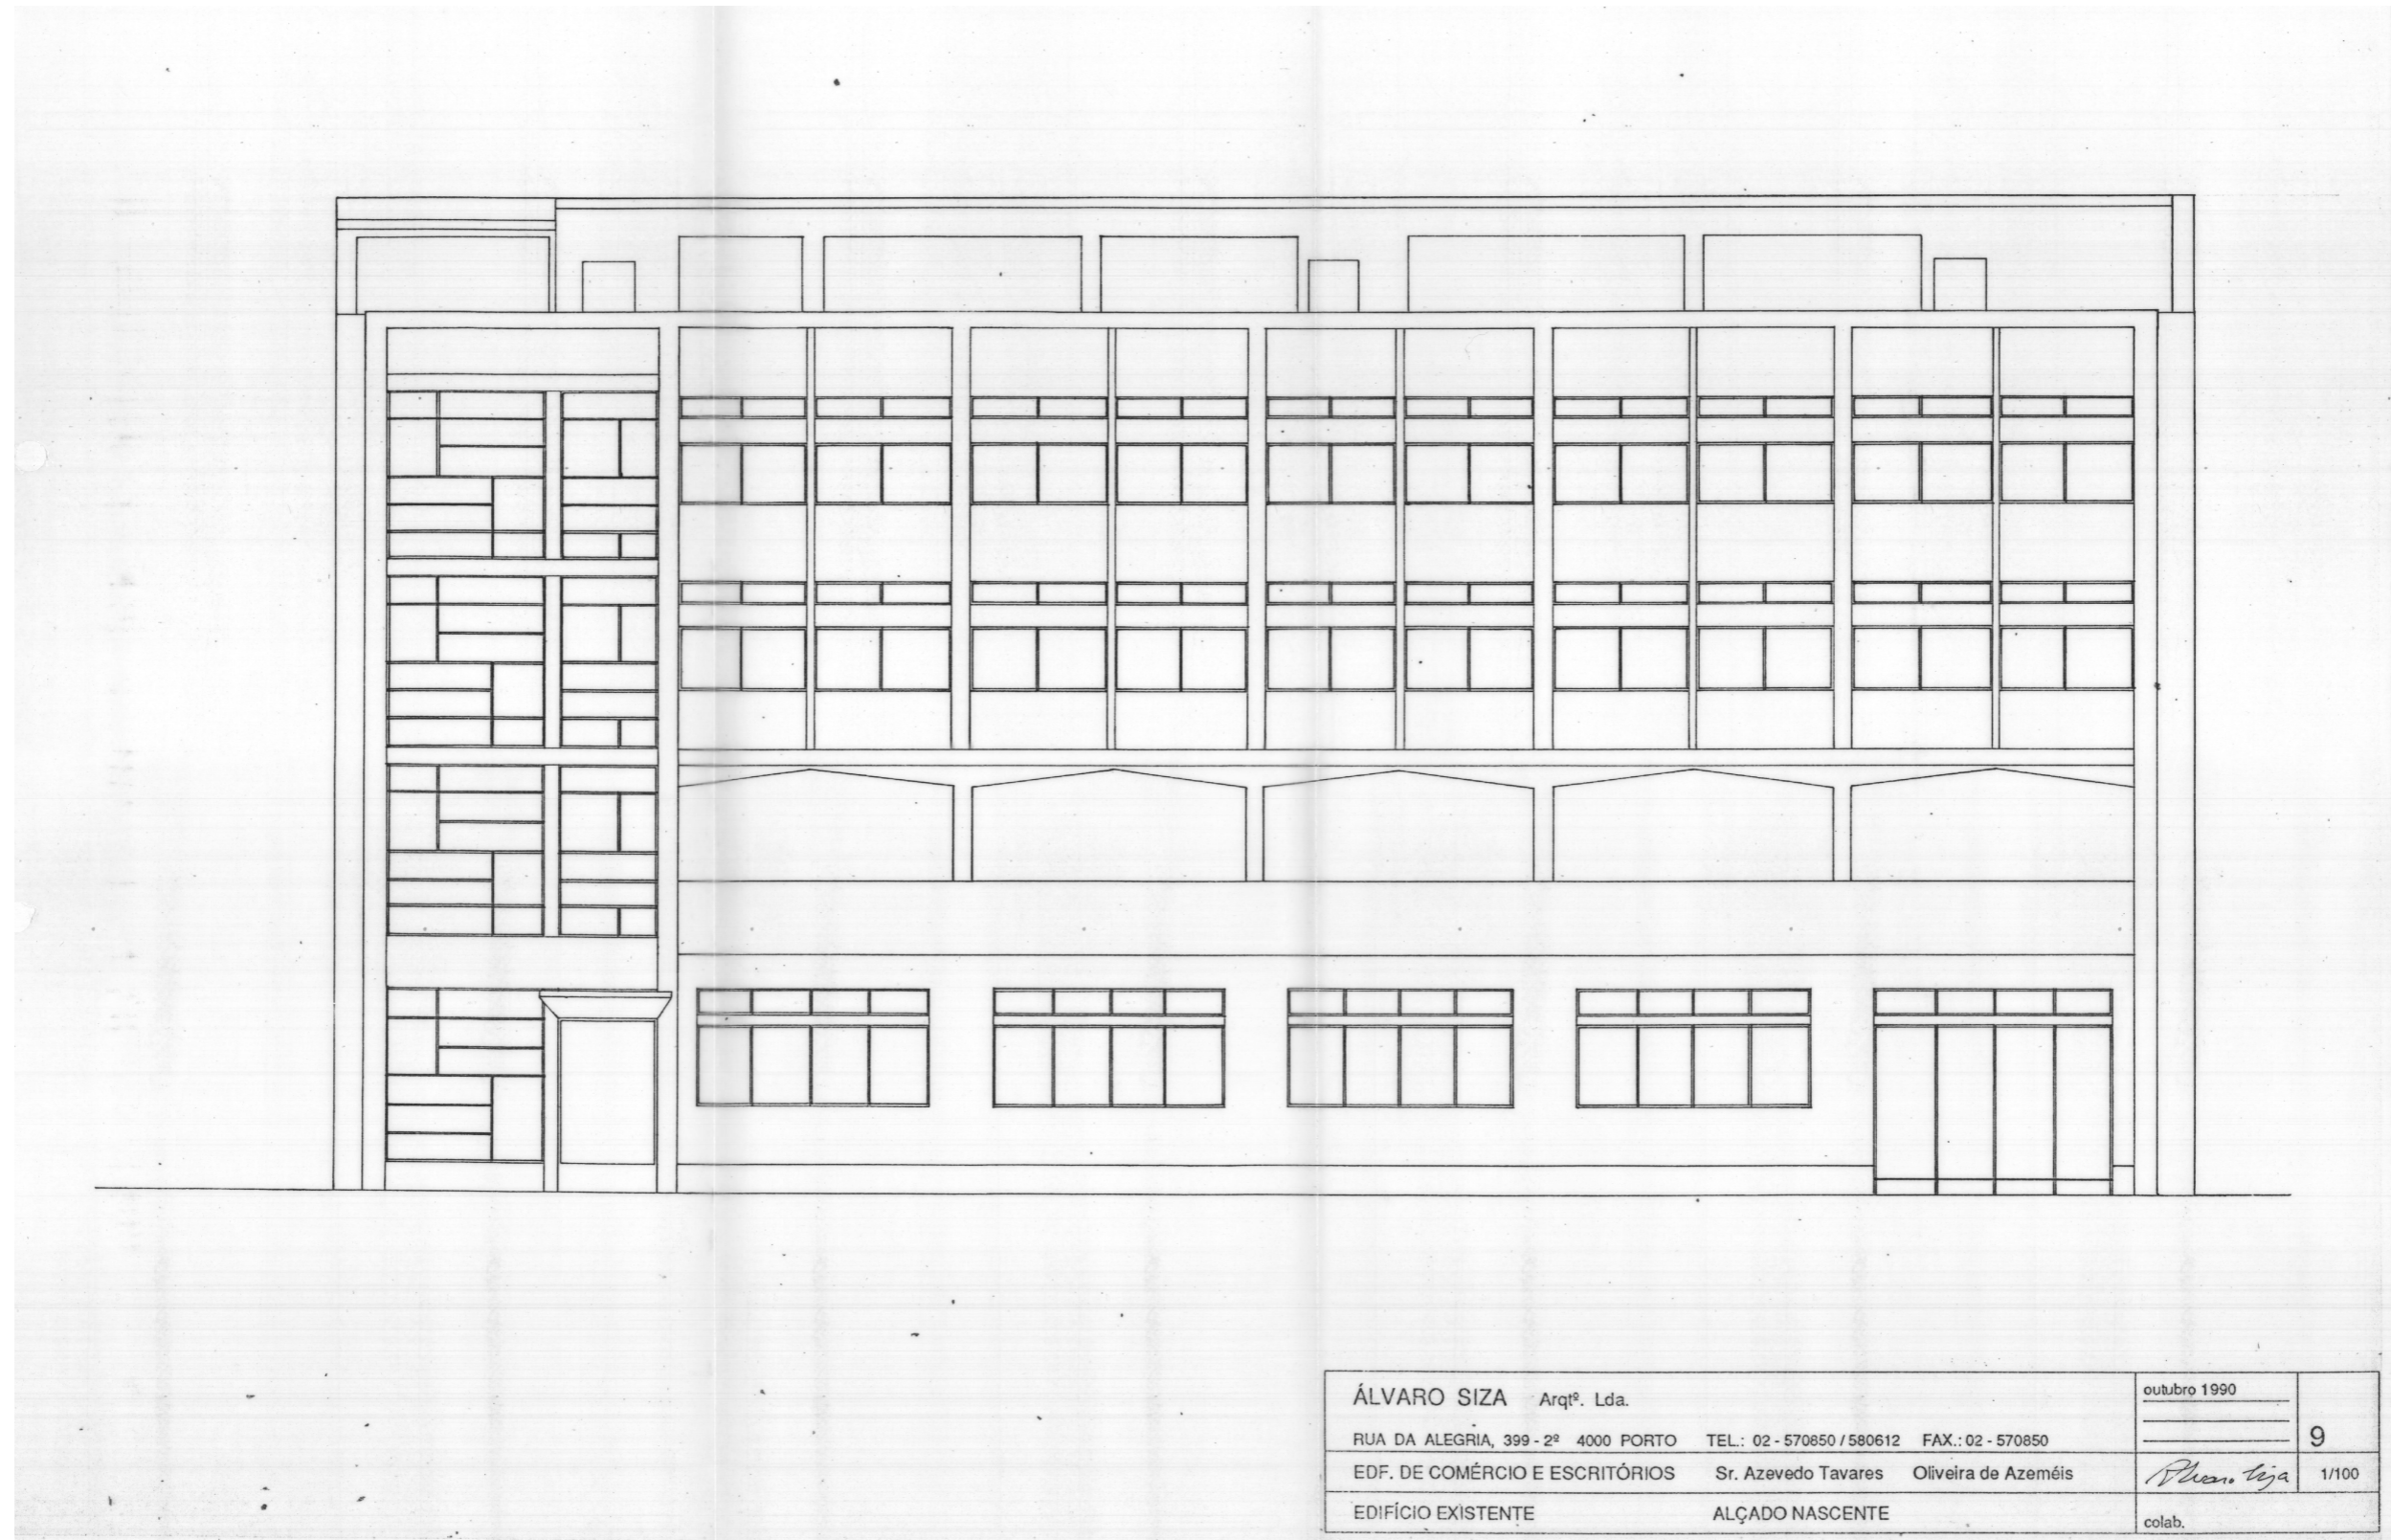 ÁLVARO SIZA Arqtº. Lda.
RUA DA ALEGRIA, 399 - 2º 4000 PORTO TEL.: 02 - 570850 / 580612 FAX.: 02 - 570850
EDF. DE COMÉRCIO E ESCRITÓRIOS Sr. Azevedo Tavares Oliveira de Azeméis
EDIFÍCIO EXISTENTE ALÇADO NASCENTE
outubro 1990
9
Alvaro Siza
1/100
colab.